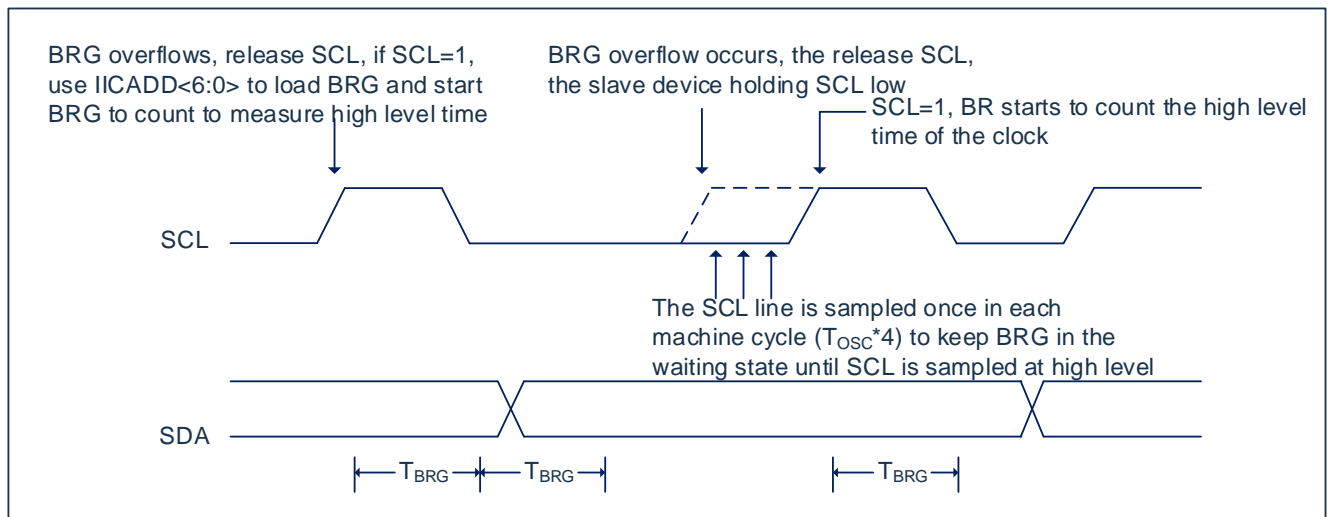 BRG overflows, release SCL, if SCL=1,
use IICADD<6:0> to load BRG and start
BRG to count to measure high level time
BRG overflow occurs, the release SCL,
the slave device holding SCL low
SCL=1, BR starts to count the high level
time of the clock
SCL
The SCL line is sampled once in each
machine cycle (TOSC*4) to keep BRG in the
waiting state until SCL is sampled at high level
SDA
TBRG
TBRG
TBRG